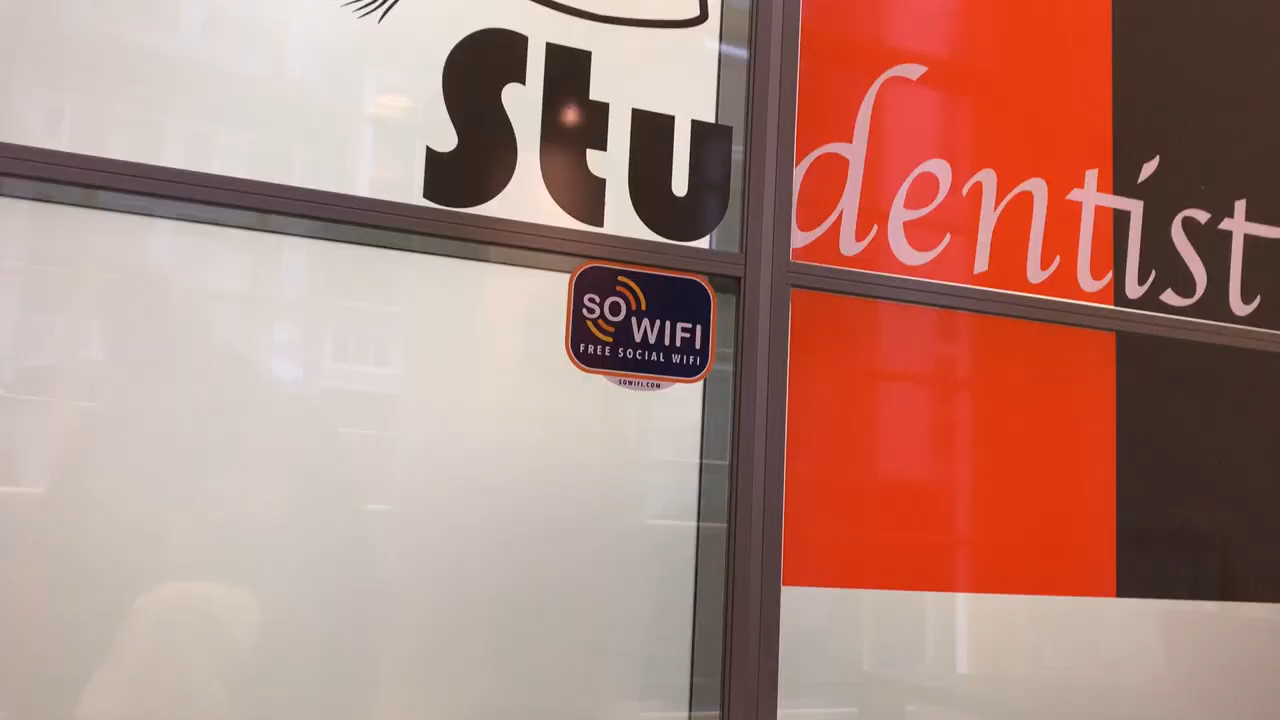 Stu
dentist
SO WIFI
FREE SOCIAL WIFI
SOWIFI.COM